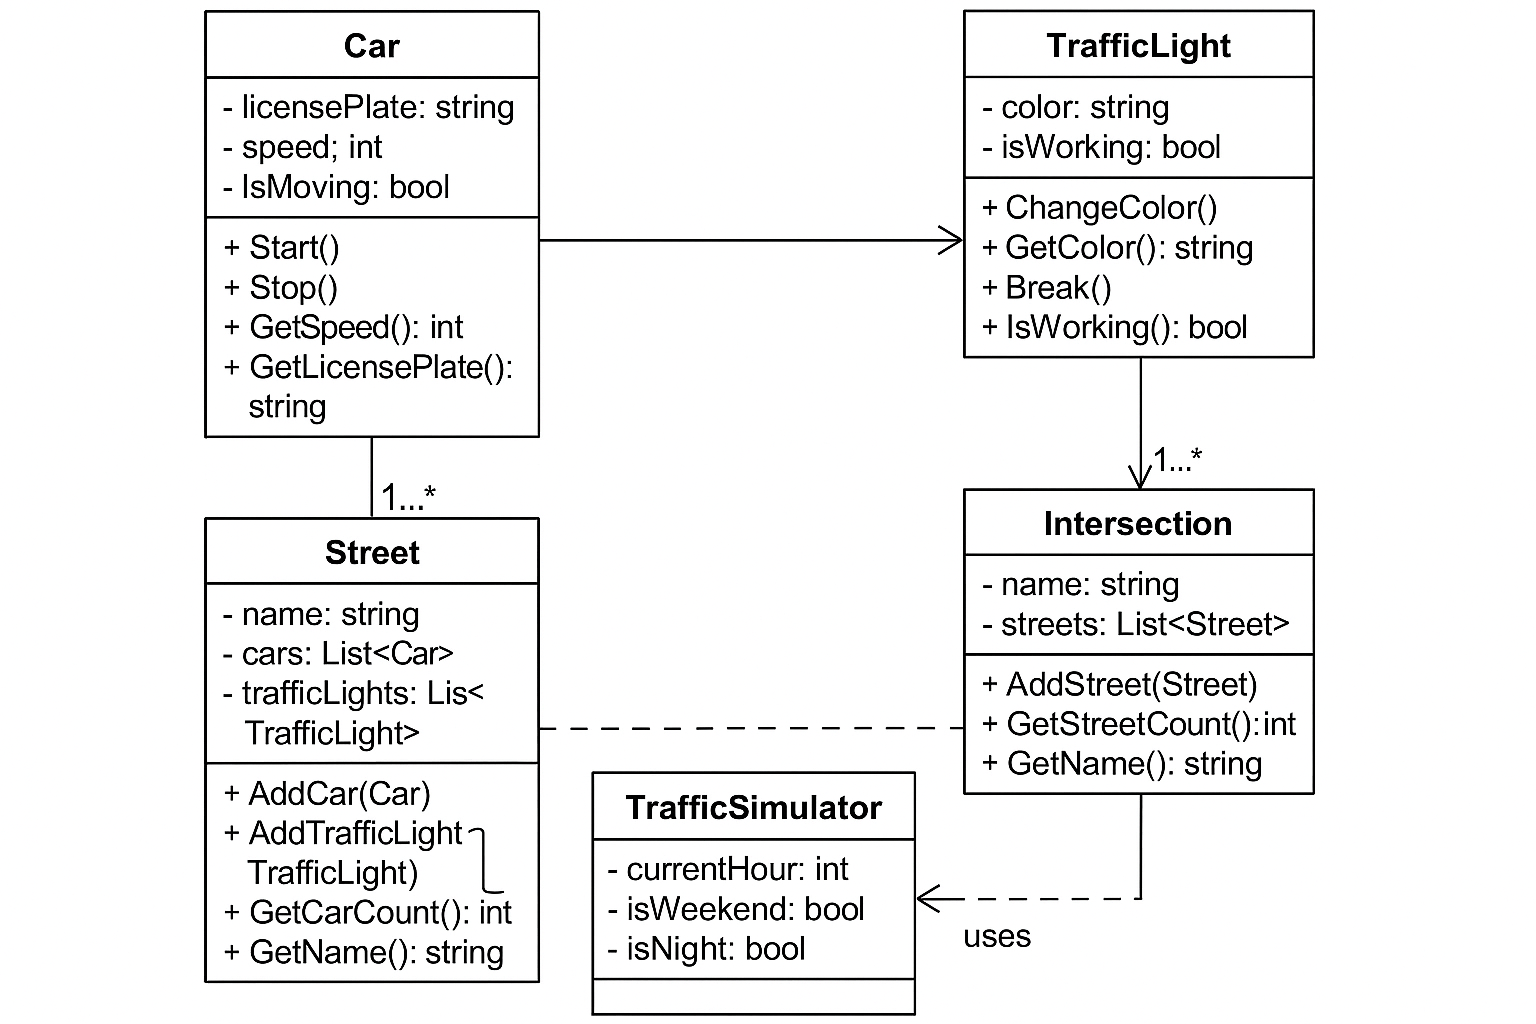 Car
- licensePlate: string
- speed; int
- IsMoving: bool
+ Start()
+ Stop()
+ GetSpeed(): int
+ GetLicensePlate():
string
TrafficLight
- color: string
- isWorking: bool
+ ChangeColor()
+ GetColor(): string
+ Break()
+ IsWorking(): bool
1...*
1...*
Street
- name: string
- cars: List<Car>
- trafficLights: Lis<
TrafficLight>
+ AddCar(Car)
+ AddTrafficLight
TrafficLight)
+ GetCarCount(): int
+ GetName(): string
Intersection
- name: string
- streets: List<Street>
+ AddStreet(Street)
+ GetStreetCount():int
+ GetName(): string
TrafficSimulator
- currentHour: int
- isWeekend: bool
- isNight: bool
uses